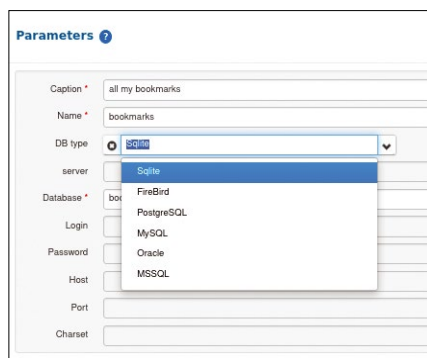 Parameters ?
Caption * all my bookmarks
Name * bookmarks
DB type Sqlite
server Sqlite
FireBird
Database * boo
PostgreSQL
Login MySQL
Password Oracle
Host MSSQL
Port
Charset